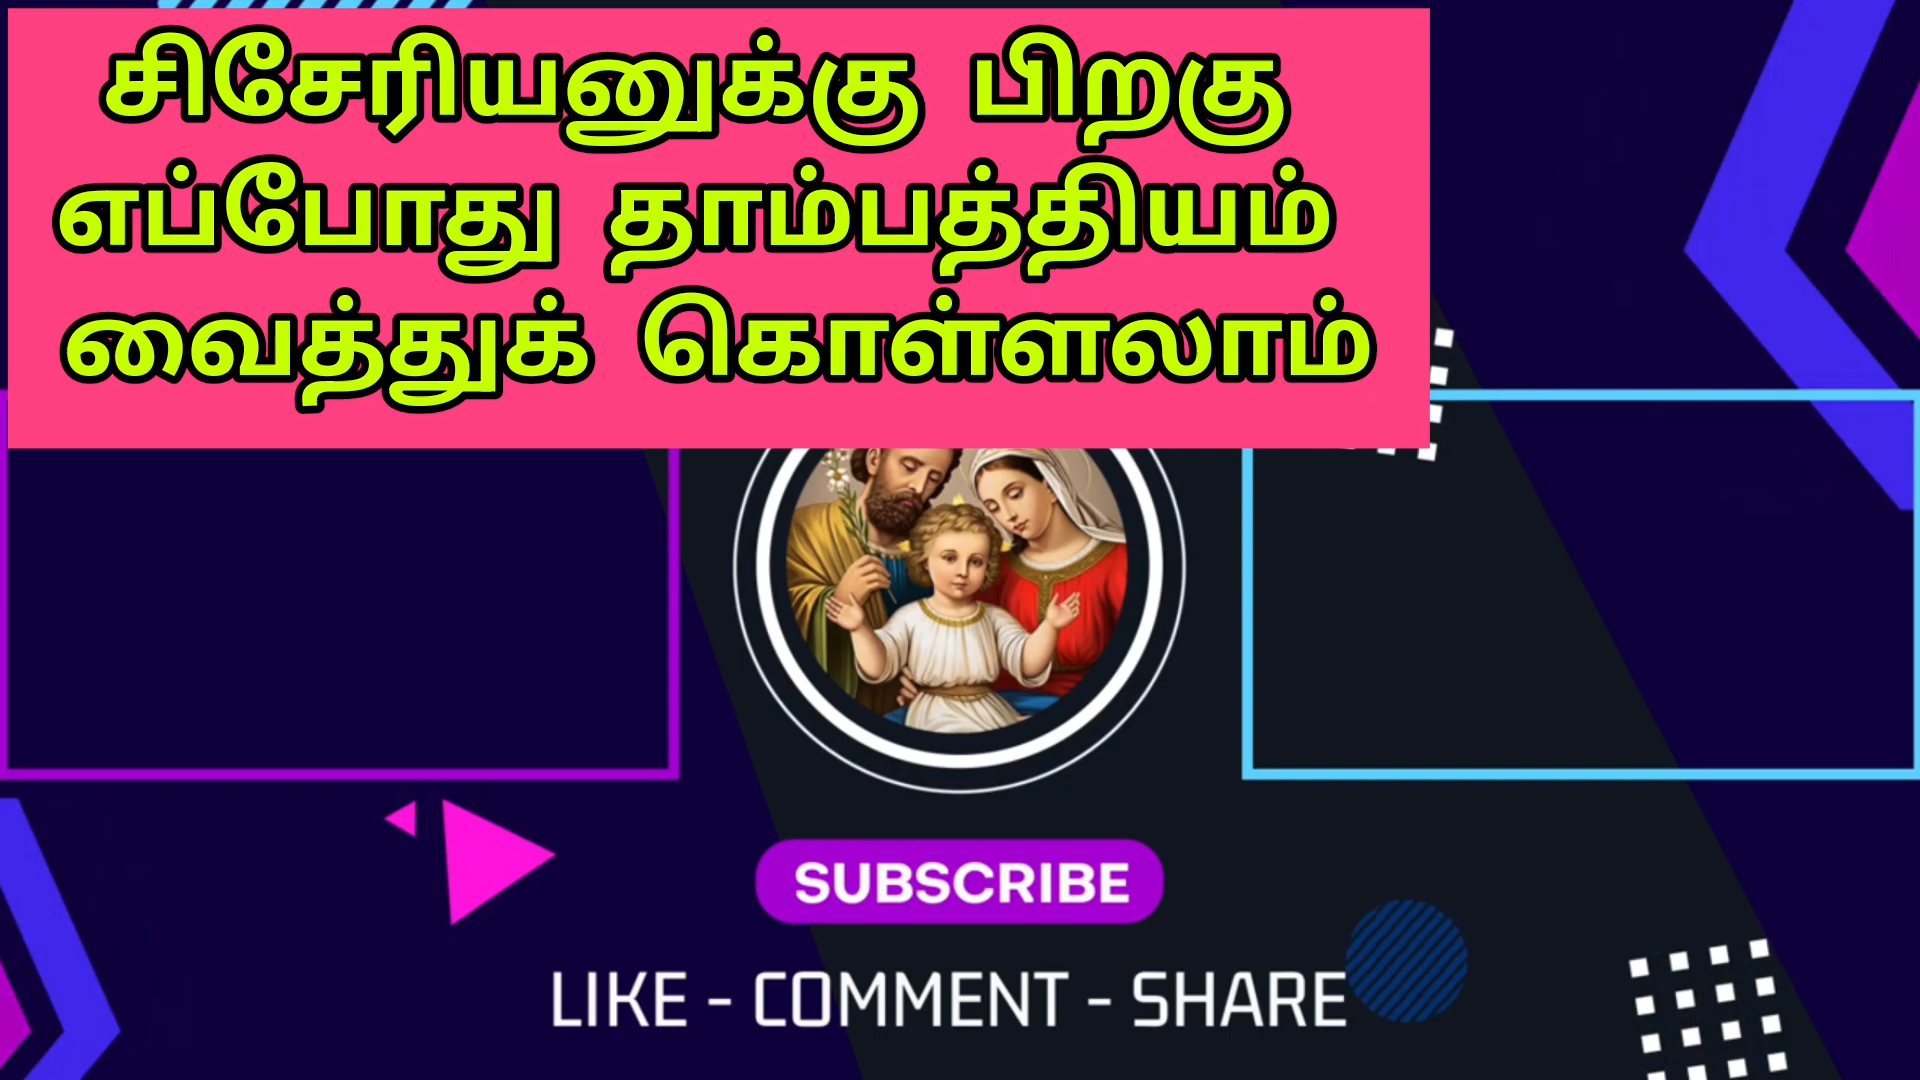 சிசேரியனுக்கு பிறகு
எப்போது தாம்பத்தியம்
வைத்துக் கொள்ளலாம்
SUBSCRIBE
LIKE - COMMENT - SHARE